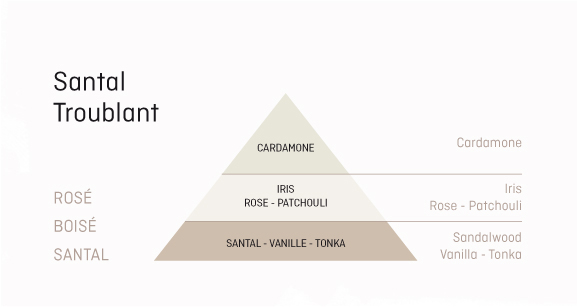 Santal
Troublant
ROSÉ
BOISÉ
SANTAL
CARDAMONE
IRIS
ROSE - PATCHOULI
SANTAL - VANILLE - TONKA
Cardamone
Iris
Rose - Patchouli
Sandalwood
Vanilla - Tonka